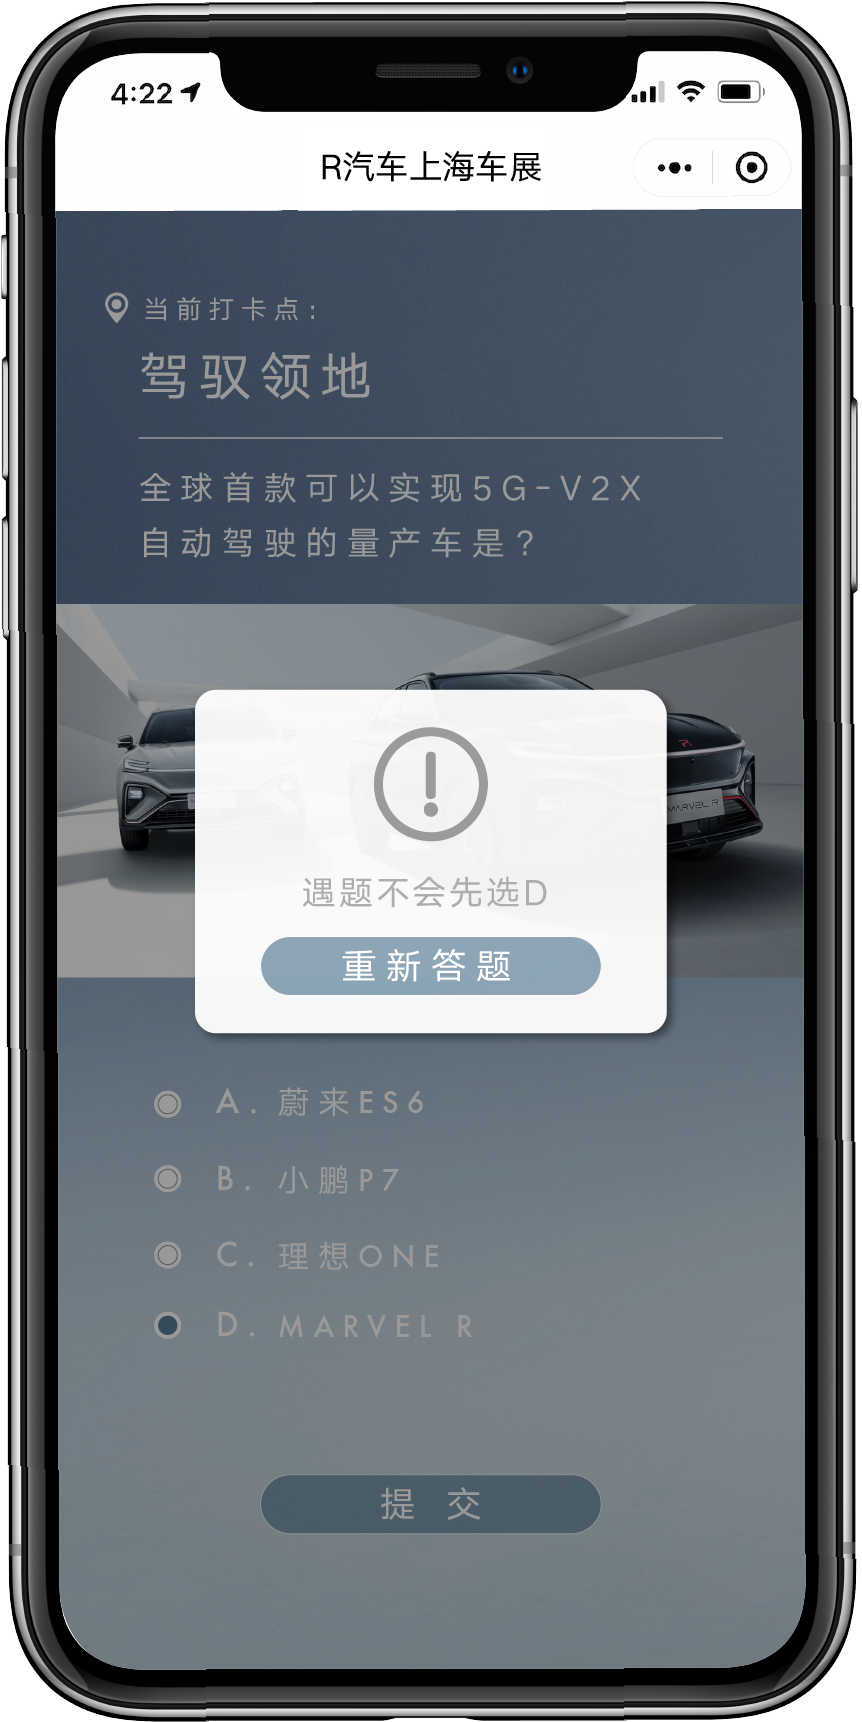 4:22
R汽车上海车展
当前打卡点:
驾驭领地
全球首款可以实现5G-V2X
自动驾驶的量产车是?
MARVEL R
遇题不会先选D
重新答题
A. 蔚来ES6
B. 小鹏P7
C. 理想ONE
D. MARVEL R
提 交